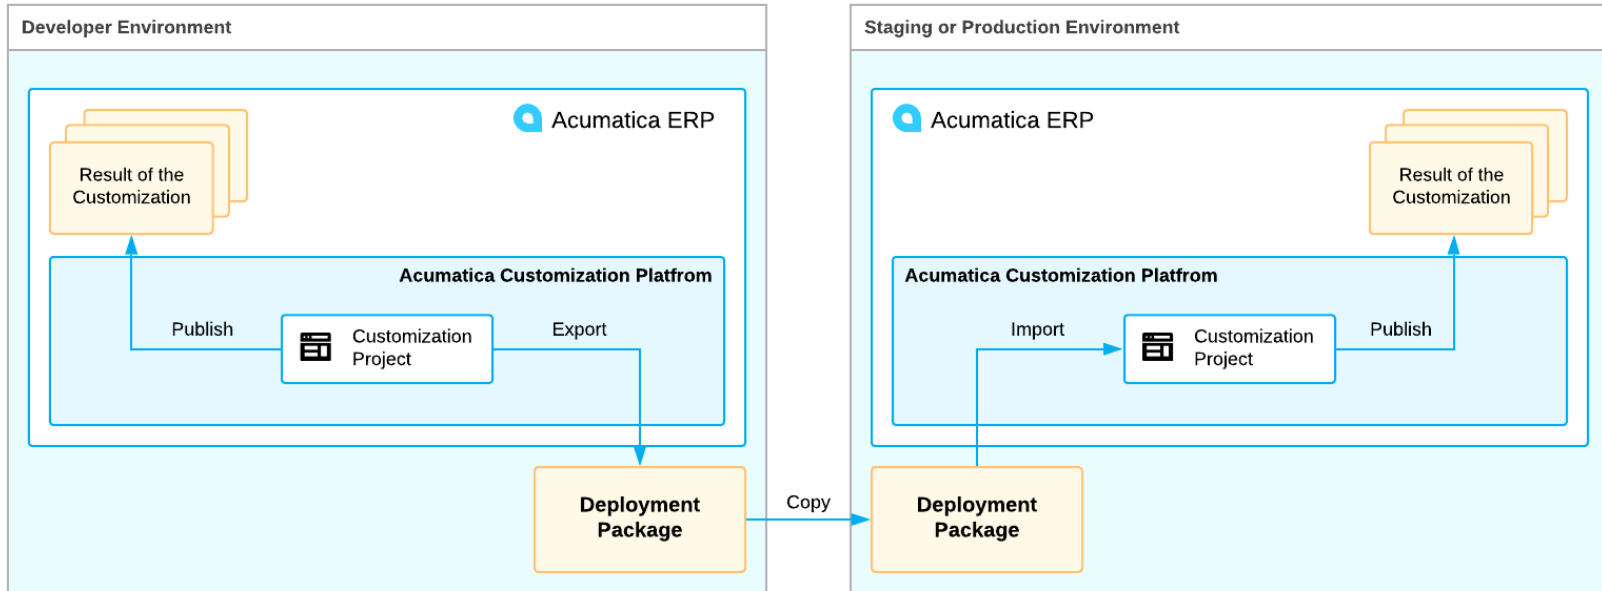 Developer Environment
Acumatica ERP
Result of the
Customization
Acumatica Customization Platfrom
Publish
Customization
Project
Export
Deployment
Package
Copy
Staging or Production Environment
Acumatica ERP
Result of the
Customization
Acumatica Customization Platfrom
Import
Customization
Project
Publish
Deployment
Package